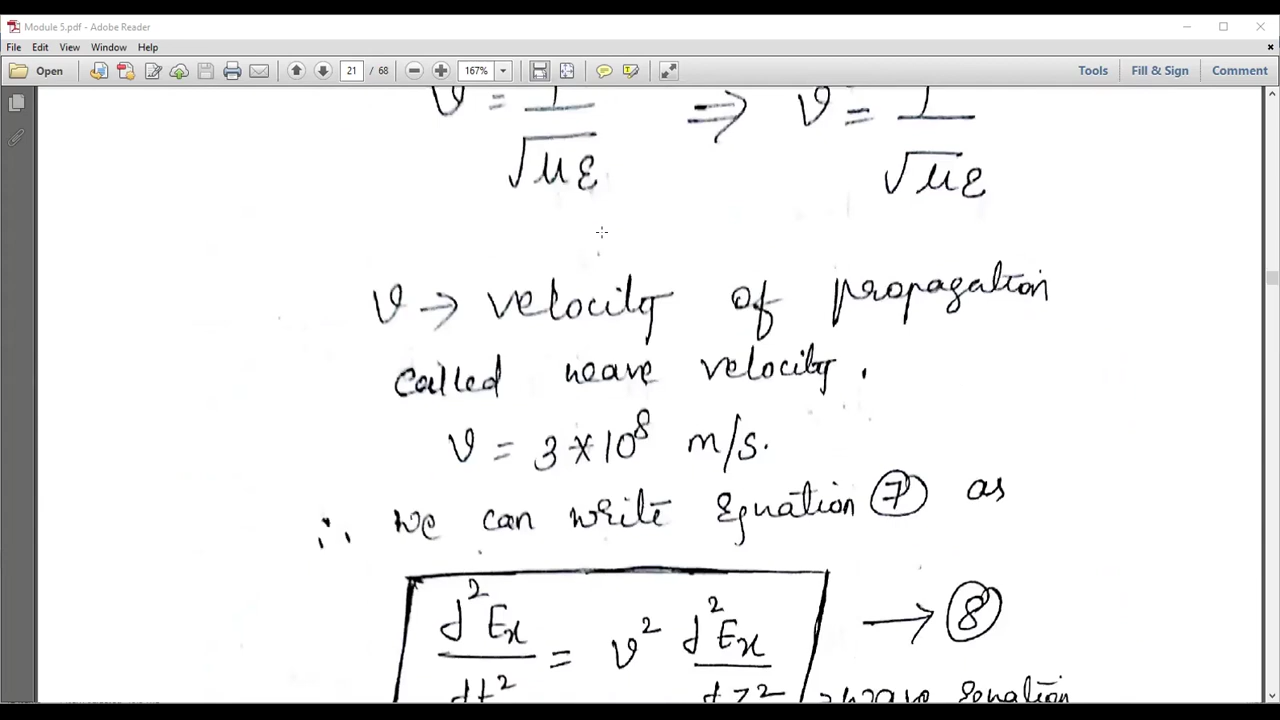 Module 5.pdf - Adobe Reader
File Edit View Window Help
Open 21 / 68 167% Tools Fill & Sign Comment
v = 1/√με ⇒ v = 1/√με
v → velocity of propagation
called wave velocity.
v = 3×10⁸ m/s.
∴ we can write Equation ⑦ as
d²Ex/dt² = v² d²Ex/dz² → ⑧
→ wave equation